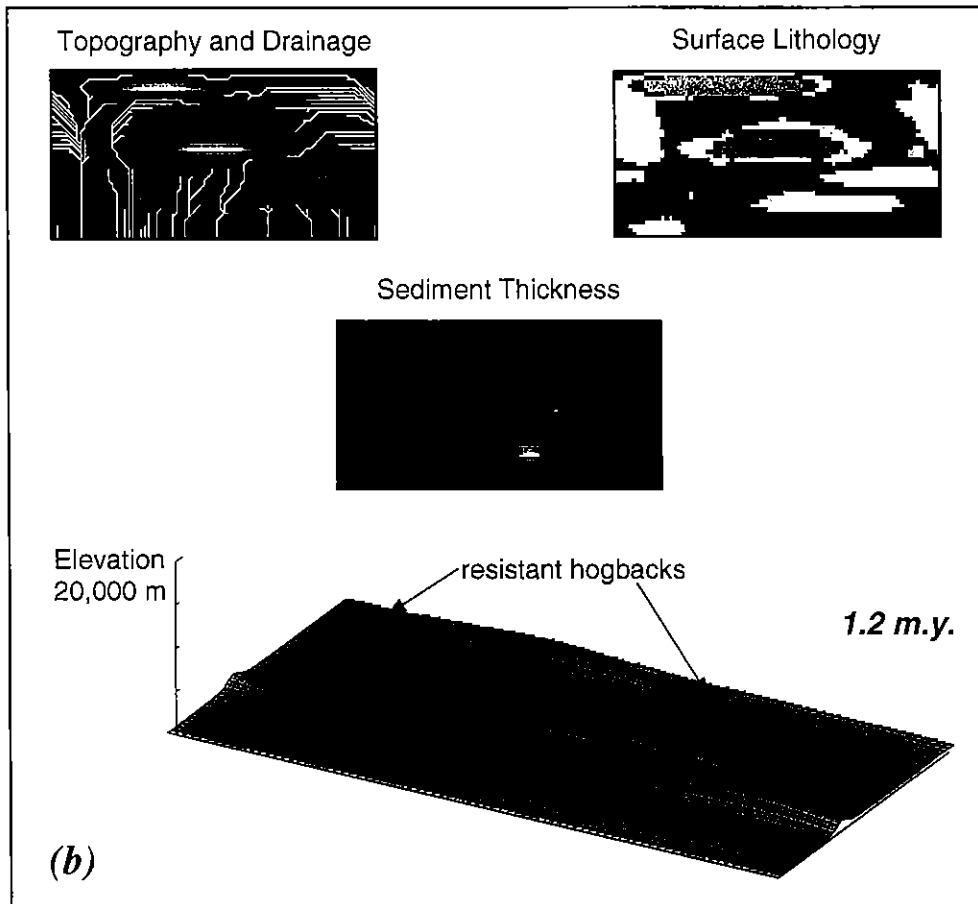 Topography and Drainage
Surface Lithology
Sediment Thickness
Elevation
20,000 m
resistant hogbacks
1.2 m.y.
(b)